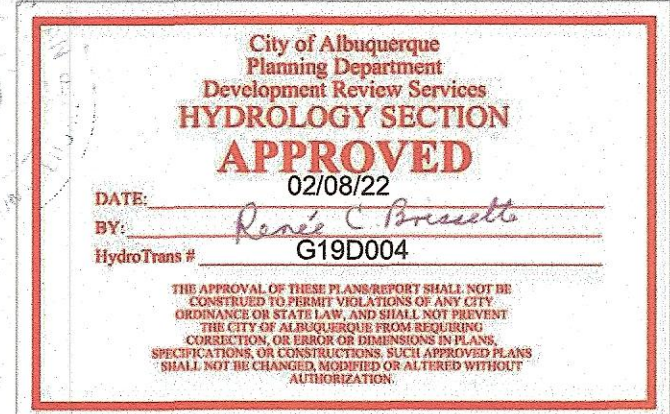 City of Albuquerque
Planning Department
Development Review Services
HYDROLOGY SECTION
APPROVED
DATE: 02/08/22
BY: Renée C Brissette
HydroTrans # G19D004
THE APPROVAL OF THESE PLANS/REPORT SHALL NOT BE
CONSTRUED TO PERMIT VIOLATIONS OF ANY CITY
ORDINANCE OR STATE LAW, AND SHALL NOT PREVENT
THE CITY OF ALBUQUERQUE FROM REQUIRING
CORRECTION, OR ERROR OR DIMENSIONS IN PLANS,
SPECIFICATIONS, OR CONSTRUCTIONS. SUCH APPROVED PLANS
SHALL NOT BE CHANGED, MODIFIED OR ALTERED WITHOUT
AUTHORIZATION.